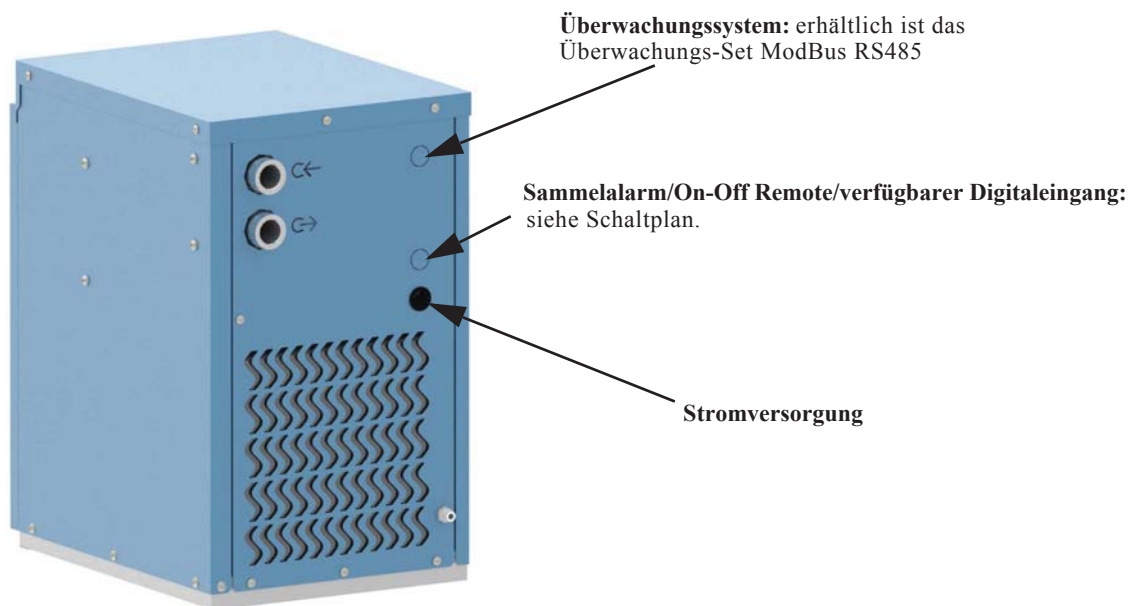 Überwachungssystem: erhältlich ist das
Überwachungs-Set ModBus RS485
Sammelalarm/On-Off Remote/verfügbarer Digitaleingang:
siehe Schaltplan.
Stromversorgung